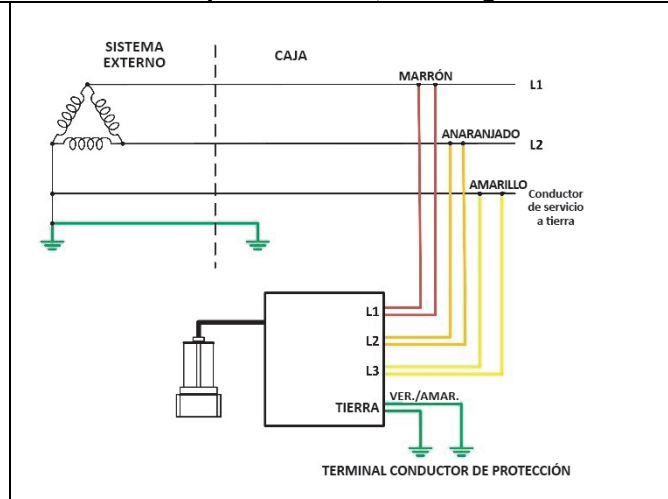 SISTEMA
EXTERNO
CAJA
MARRÓN
L1
ANARANJADO
L2
AMARILLO
Conductor
de servicio
a tierra
L1
L2
L3
VER./AMAR.
TIERRA
TERMINAL CONDUCTOR DE PROTECCIÓN